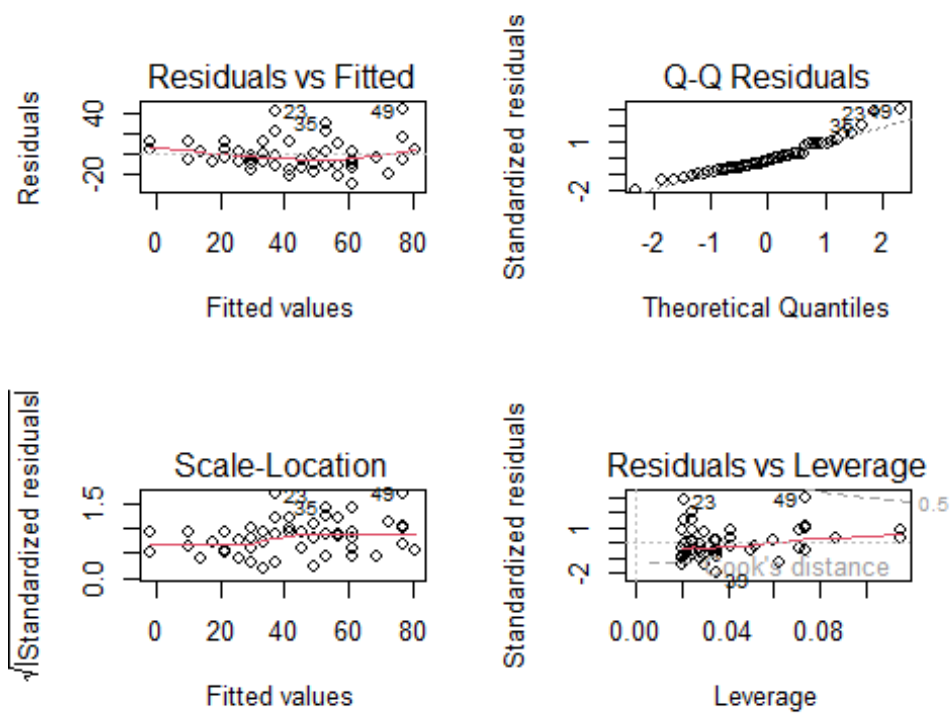 Residuals vs Fitted
Residuals
40
-20
23
35
49
0 20 40 60 80
Fitted values
Q-Q Residuals
Standardized residuals
1
-2
23
35
49
-2 -1 0 1 2
Theoretical Quantiles
Scale-Location
√|Standardized residuals|
1.5
0.0
23
35
49
0 20 40 60 80
Fitted values
Residuals vs Leverage
Standardized residuals
1
-2
23
49
0.5
Cook's distance
39
0.00 0.04 0.08
Leverage